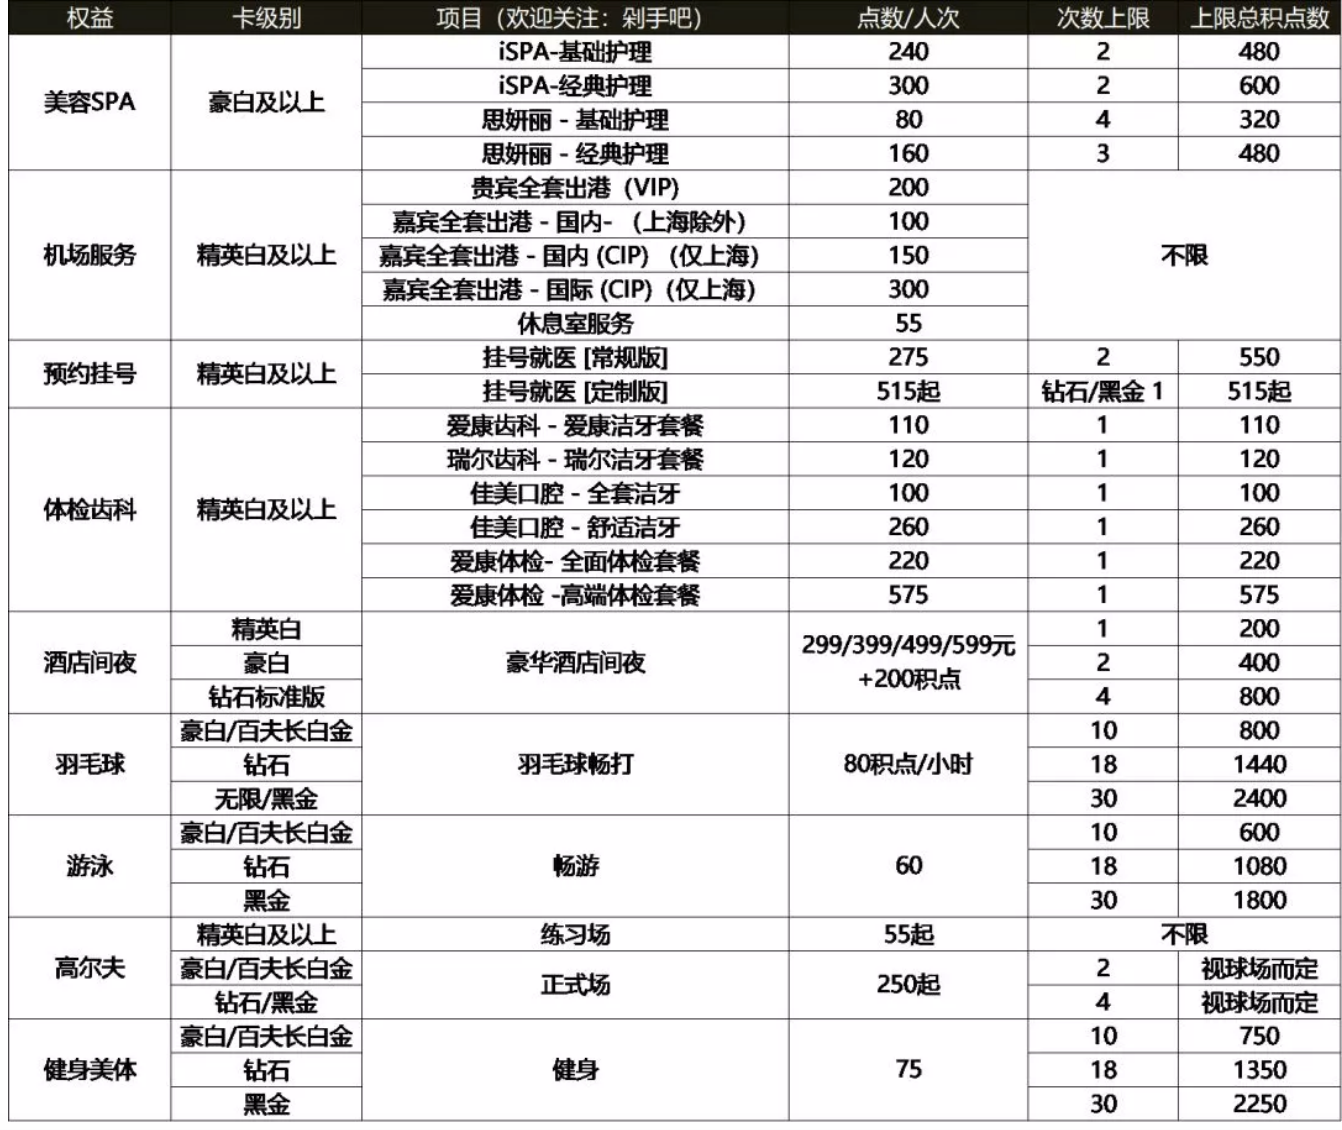 权益 卡级别 项目（欢迎关注：剁手吧） 点数/人次 次数上限 上限总积点数
美容SPA 豪白及以上 iSPA-基础护理 240 2 480
iSPA-经典护理 300 2 600
思妍丽 - 基础护理 80 4 320
思妍丽 - 经典护理 160 3 480
机场服务 精英白及以上 贵宾全套出港（VIP) 200 不限
嘉宾全套出港 - 国内- （上海除外） 100
嘉宾全套出港 - 国内 (CIP) （仅上海） 150
嘉宾全套出港 - 国际 (CIP)（仅上海） 300
休息室服务 55
预约挂号 精英白及以上 挂号就医 [常规版] 275 2 550
挂号就医 [定制版] 515起 钻石/黑金 1 515起
体检齿科 精英白及以上 爱康齿科 - 爱康洁牙套餐 110 1 110
瑞尔齿科 - 瑞尔洁牙套餐 120 1 120
佳美口腔 - 全套洁牙 100 1 100
佳美口腔 - 舒适洁牙 260 1 260
爱康体检- 全面体检套餐 220 1 220
爱康体检 -高端体检套餐 575 1 575
酒店间夜 精英白 豪华酒店间夜 299/399/499/599元 1 200
+200积点
豪白 2 400
钻石标准版 4 800
羽毛球 豪白/百夫长白金 羽毛球畅打 80积点/小时 10 800
钻石 18 1440
无限/黑金 30 2400
游泳 豪白/百夫长白金 畅游 60 10 600
钻石 18 1080
黑金 30 1800
高尔夫 精英白及以上 练习场 55起 不限
豪白/百夫长白金 正式场 250起 2 视球场而定
钻石/黑金 4 视球场而定
健身美体 豪白/百夫长白金 健身 75 10 750
钻石 18 1350
黑金 30 2250